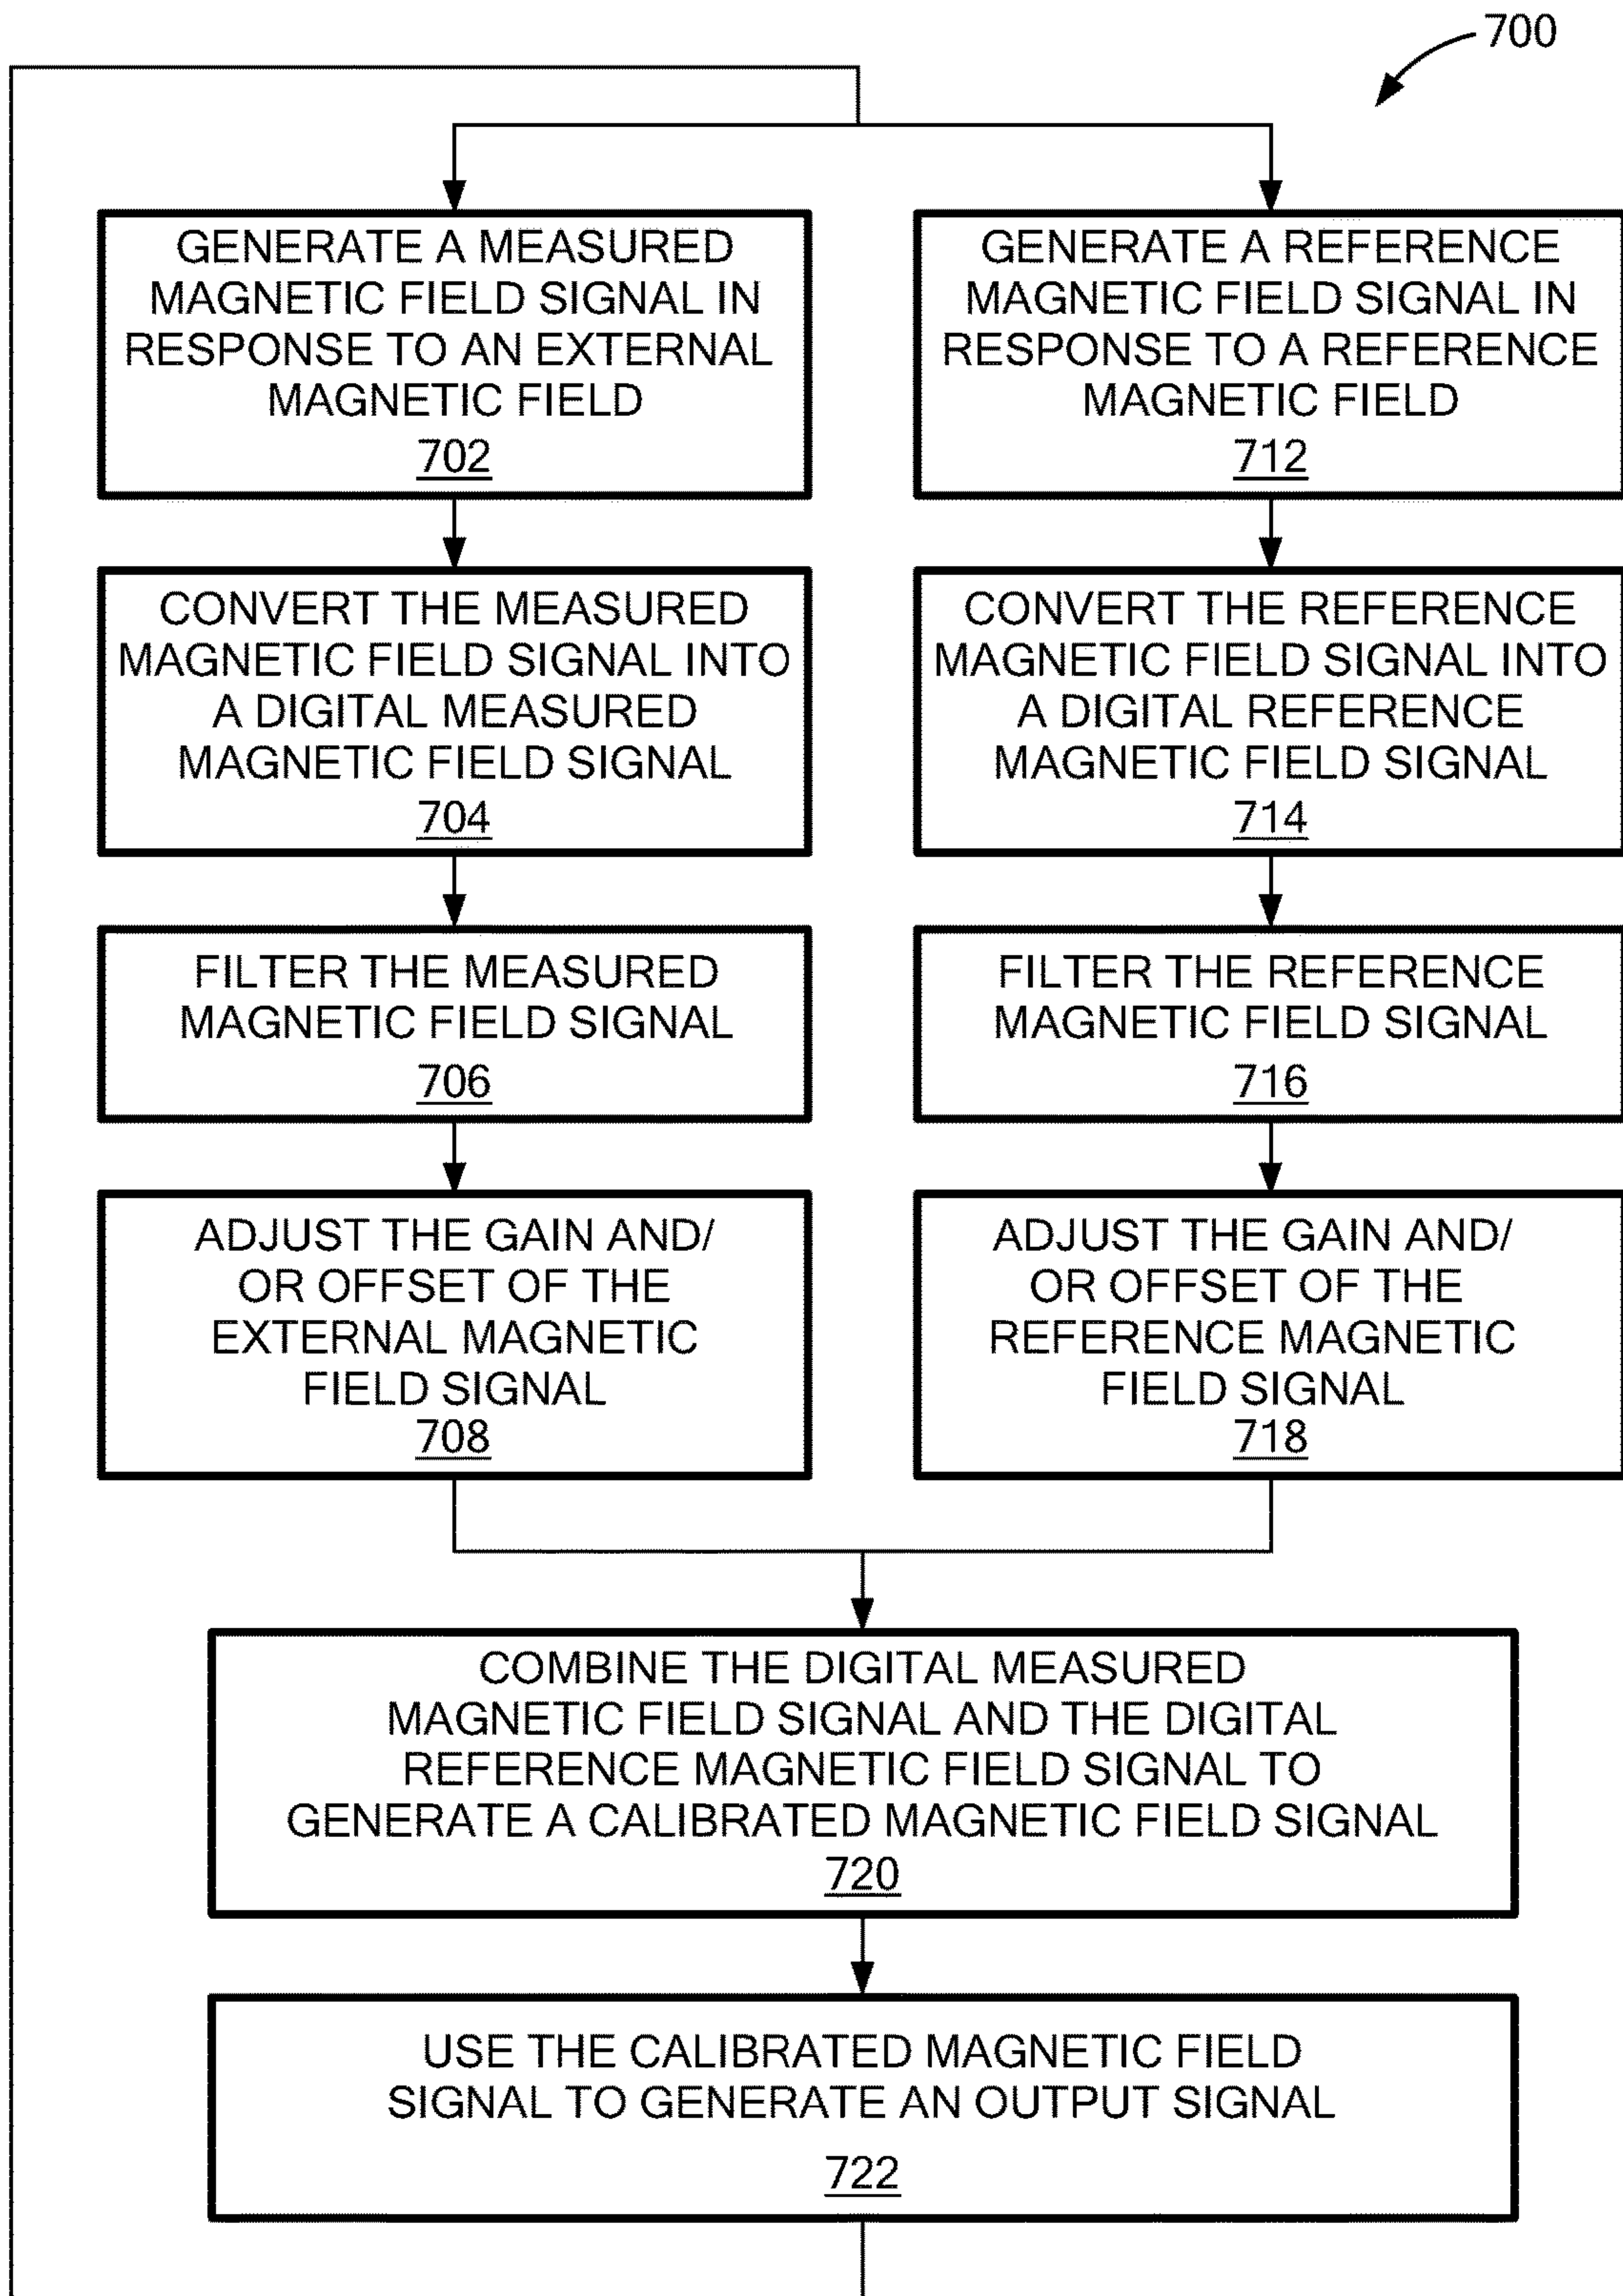 700
GENERATE A MEASURED
MAGNETIC FIELD SIGNAL IN
RESPONSE TO AN EXTERNAL
MAGNETIC FIELD
702
GENERATE A REFERENCE
MAGNETIC FIELD SIGNAL IN
RESPONSE TO A REFERENCE
MAGNETIC FIELD
712
CONVERT THE MEASURED
MAGNETIC FIELD SIGNAL INTO
A DIGITAL MEASURED
MAGNETIC FIELD SIGNAL
704
CONVERT THE REFERENCE
MAGNETIC FIELD SIGNAL INTO
A DIGITAL REFERENCE
MAGNETIC FIELD SIGNAL
714
FILTER THE MEASURED
MAGNETIC FIELD SIGNAL
706
FILTER THE REFERENCE
MAGNETIC FIELD SIGNAL
716
ADJUST THE GAIN AND/
OR OFFSET OF THE
EXTERNAL MAGNETIC
FIELD SIGNAL
708
ADJUST THE GAIN AND/
OR OFFSET OF THE
REFERENCE MAGNETIC
FIELD SIGNAL
718
COMBINE THE DIGITAL MEASURED
MAGNETIC FIELD SIGNAL AND THE DIGITAL
REFERENCE MAGNETIC FIELD SIGNAL TO
GENERATE A CALIBRATED MAGNETIC FIELD SIGNAL
720
USE THE CALIBRATED MAGNETIC FIELD
SIGNAL TO GENERATE AN OUTPUT SIGNAL
722